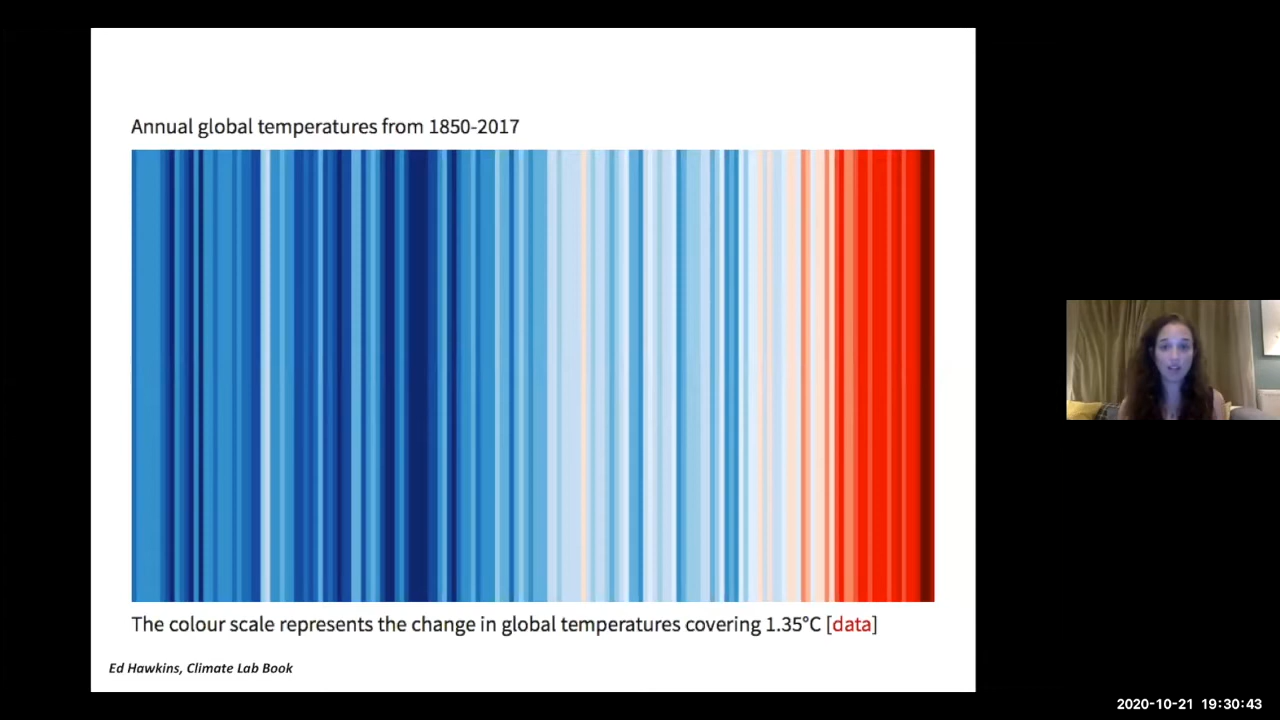 Annual global temperatures from 1850-2017
The colour scale represents the change in global temperatures covering 1.35°C [data]
Ed Hawkins, Climate Lab Book
2020-10-21 19:30:43